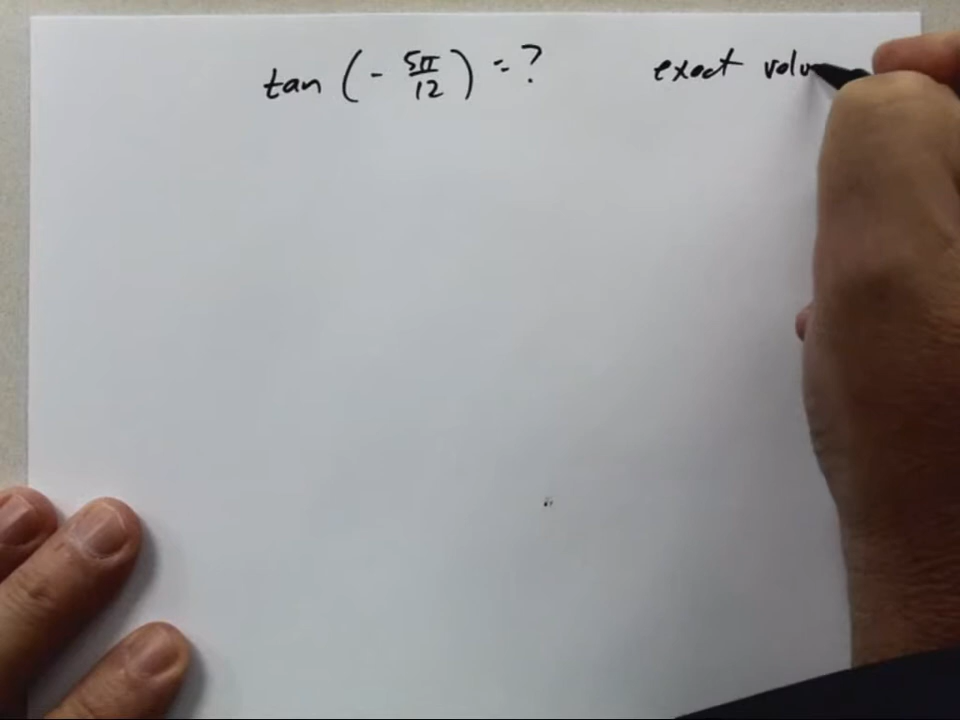 tan (- 5π/12) = ? exact valu